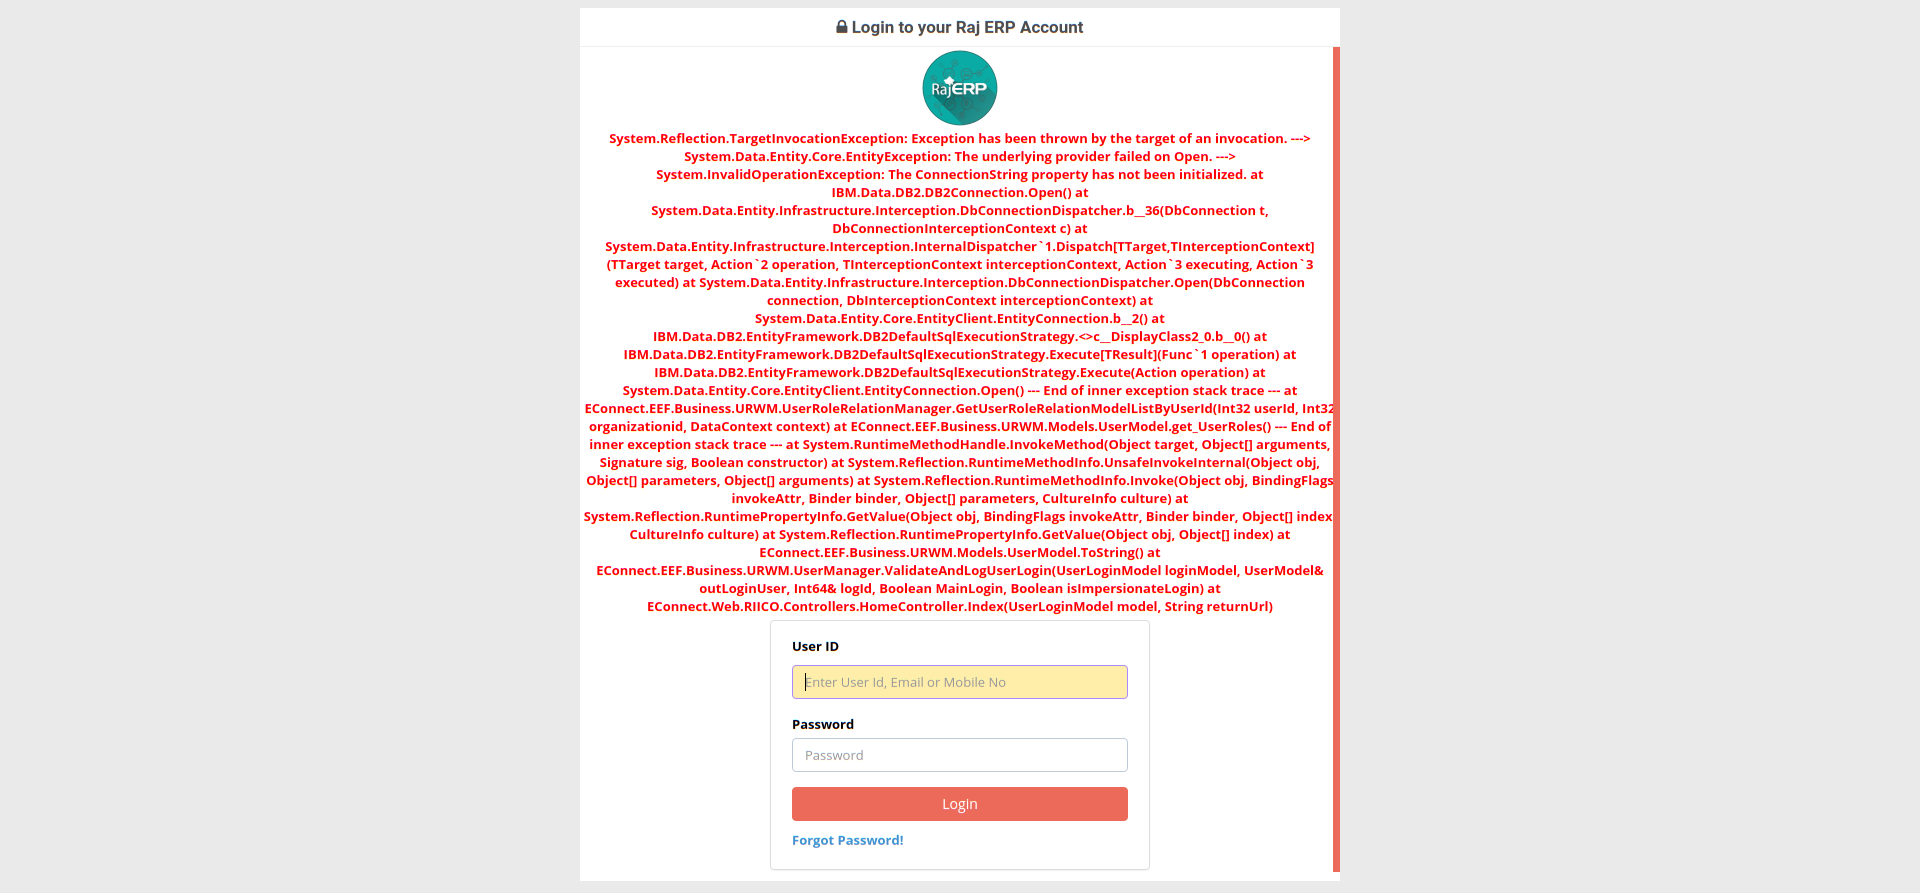 Login to your Raj ERP Account
RajERP
System.Reflection.TargetInvocationException: Exception has been thrown by the target of an invocation. --->
System.Data.Entity.Core.EntityException: The underlying provider failed on Open. --->
System.InvalidOperationException: The ConnectionString property has not been initialized. at
IBM.Data.DB2.DB2Connection.Open() at
System.Data.Entity.Infrastructure.Interception.DbConnectionDispatcher.b__36(DbConnection t,
DbConnectionInterceptionContext c) at
System.Data.Entity.Infrastructure.Interception.InternalDispatcher`1.Dispatch[TTarget,TInterceptionContext]
(TTarget target, Action`2 operation, TInterceptionContext interceptionContext, Action`3 executing, Action`3
executed) at System.Data.Entity.Infrastructure.Interception.DbConnectionDispatcher.Open(DbConnection
connection, DbInterceptionContext interceptionContext) at
System.Data.Entity.Core.EntityClient.EntityConnection.b__2() at
IBM.Data.DB2.EntityFramework.DB2DefaultSqlExecutionStrategy.<>c__DisplayClass2_0.b__0() at
IBM.Data.DB2.EntityFramework.DB2DefaultSqlExecutionStrategy.Execute[TResult](Func`1 operation) at
IBM.Data.DB2.EntityFramework.DB2DefaultSqlExecutionStrategy.Execute(Action operation) at
System.Data.Entity.Core.EntityClient.EntityConnection.Open() --- End of inner exception stack trace --- at
EConnect.EEF.Business.URWM.UserRoleRelationManager.GetUserRoleRelationModelListByUserId(Int32 userId, Int32
organizationid, DataContext context) at EConnect.EEF.Business.URWM.Models.UserModel.get_UserRoles() --- End of
inner exception stack trace --- at System.RuntimeMethodHandle.InvokeMethod(Object target, Object[] arguments,
Signature sig, Boolean constructor) at System.Reflection.RuntimeMethodInfo.UnsafeInvokeInternal(Object obj,
Object[] parameters, Object[] arguments) at System.Reflection.RuntimeMethodInfo.Invoke(Object obj, BindingFlags
invokeAttr, Binder binder, Object[] parameters, CultureInfo culture) at
System.Reflection.RuntimePropertyInfo.GetValue(Object obj, BindingFlags invokeAttr, Binder binder, Object[] index
CultureInfo culture) at System.Reflection.RuntimePropertyInfo.GetValue(Object obj, Object[] index) at
EConnect.EEF.Business.URWM.Models.UserModel.ToString() at
EConnect.EEF.Business.URWM.UserManager.ValidateAndLogUserLogin(UserLoginModel loginModel, UserModel&
outLoginUser, Int64& logId, Boolean MainLogin, Boolean isImpersonateLogin) at
EConnect.Web.RIICO.Controllers.HomeController.Index(UserLoginModel model, String returnUrl)
User ID
Enter User Id, Email or Mobile No
Password
Password
Login
Forgot Password!